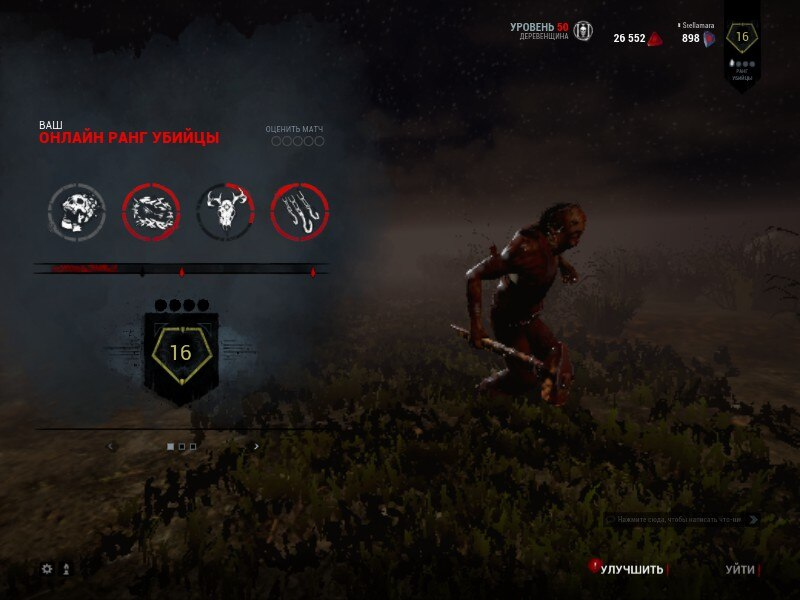 УРОВЕНЬ 50
ДЕРЕВЕНЩИНА
26 552
Stellamara
898
16
РАНГ
УБИЙЦЫ
ВАШ
ОНЛАЙН РАНГ УБИЙЦЫ
ОЦЕНИТЬ МАТЧ
16
Нажмите сюда, чтобы написать что-ни
УЛУЧШИТЬ
УЙТИ